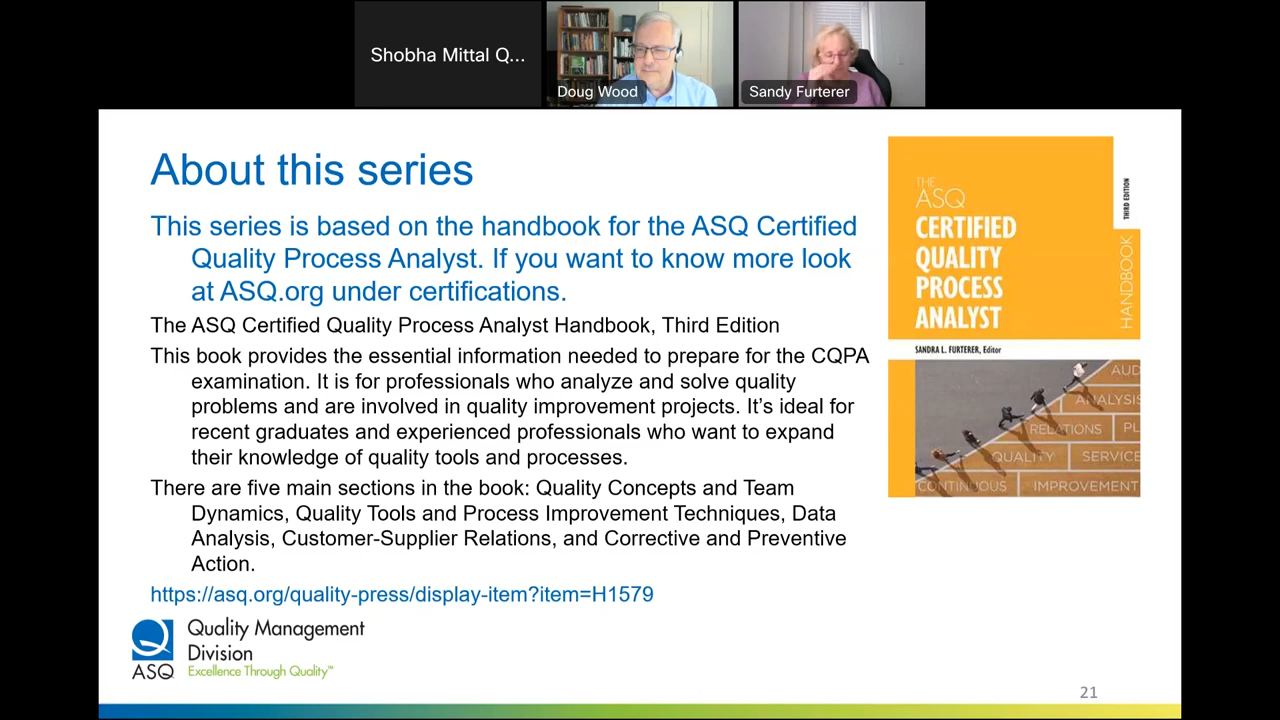 Shobha Mittal Q...
Doug Wood
Sandy Furterer
About this series
This series is based on the handbook for the ASQ Certified
Quality Process Analyst. If you want to know more look
at ASQ.org under certifications.
The ASQ Certified Quality Process Analyst Handbook, Third Edition
This book provides the essential information needed to prepare for the CQPA
examination. It is for professionals who analyze and solve quality
problems and are involved in quality improvement projects. It's ideal for
recent graduates and experienced professionals who want to expand
their knowledge of quality tools and processes.
There are five main sections in the book: Quality Concepts and Team
Dynamics, Quality Tools and Process Improvement Techniques, Data
Analysis, Customer-Supplier Relations, and Corrective and Preventive
Action.
https://asq.org/quality-press/display-item?item=H1579
THE
ASQ
CERTIFIED
QUALITY
PROCESS
ANALYST
THIRD EDITION
HANDBOOK
SANDRA L. FURTERER, Editor
AUD
ANALYSIS
RELATIONS PL
QUALITY SERVICE
CONTINUOUS IMPROVEMENT
ASQ
Quality Management
Division
Excellence Through Quality™
21